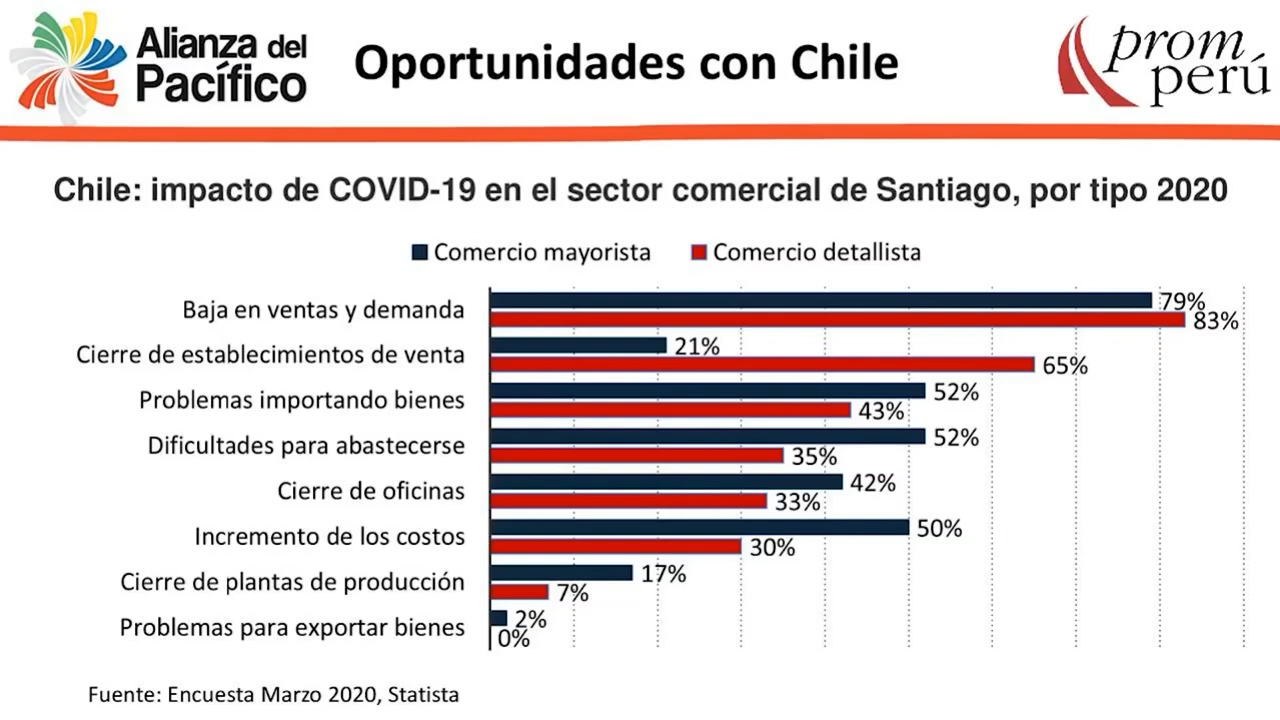 Alianza del
Pacífico
Oportunidades con Chile
prom
perú
Chile: impacto de COVID-19 en el sector comercial de Santiago, por tipo 2020
Comercio mayorista Comercio detallista
Baja en ventas y demanda 79%
83%
Cierre de establecimientos de venta 21%
65%
Problemas importando bienes 52%
43%
Dificultades para abastecerse 52%
35%
Cierre de oficinas 42%
33%
Incremento de los costos 50%
30%
Cierre de plantas de producción 17%
7%
Problemas para exportar bienes 2%
0%
Fuente: Encuesta Marzo 2020, Statista